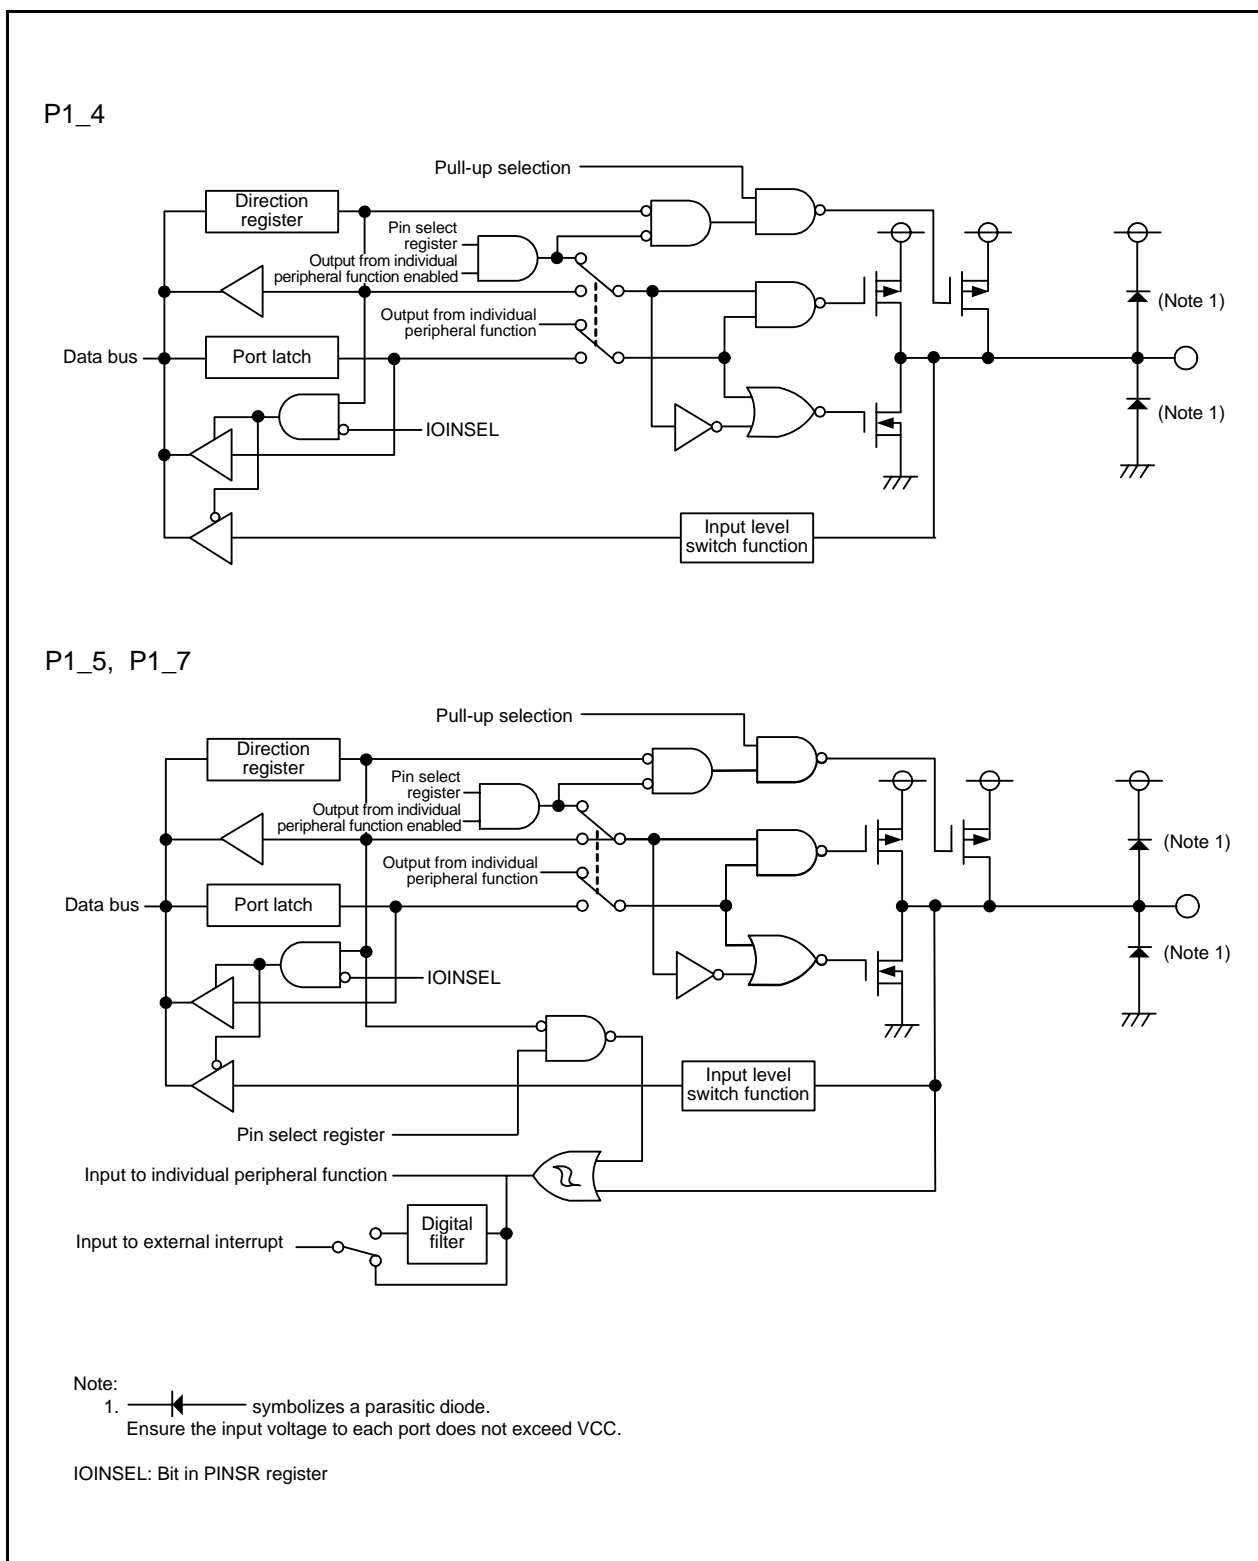 P1_4
Pull-up selection
Direction
register
Pin select
register
Output from individual
peripheral function enabled
(Note 1)
Output from individual
peripheral function
Data bus
Port latch
(Note 1)
IOINSEL
Input level
switch function
P1_5, P1_7
Pull-up selection
Direction
register
Pin select
register
Output from individual
peripheral function enabled
(Note 1)
Output from individual
peripheral function
Data bus
Port latch
(Note 1)
IOINSEL
Input level
switch function
Pin select register
Input to individual peripheral function
Digital
filter
Input to external interrupt
Note:
1. symbolizes a parasitic diode.
Ensure the input voltage to each port does not exceed VCC.
IOINSEL: Bit in PINSR register